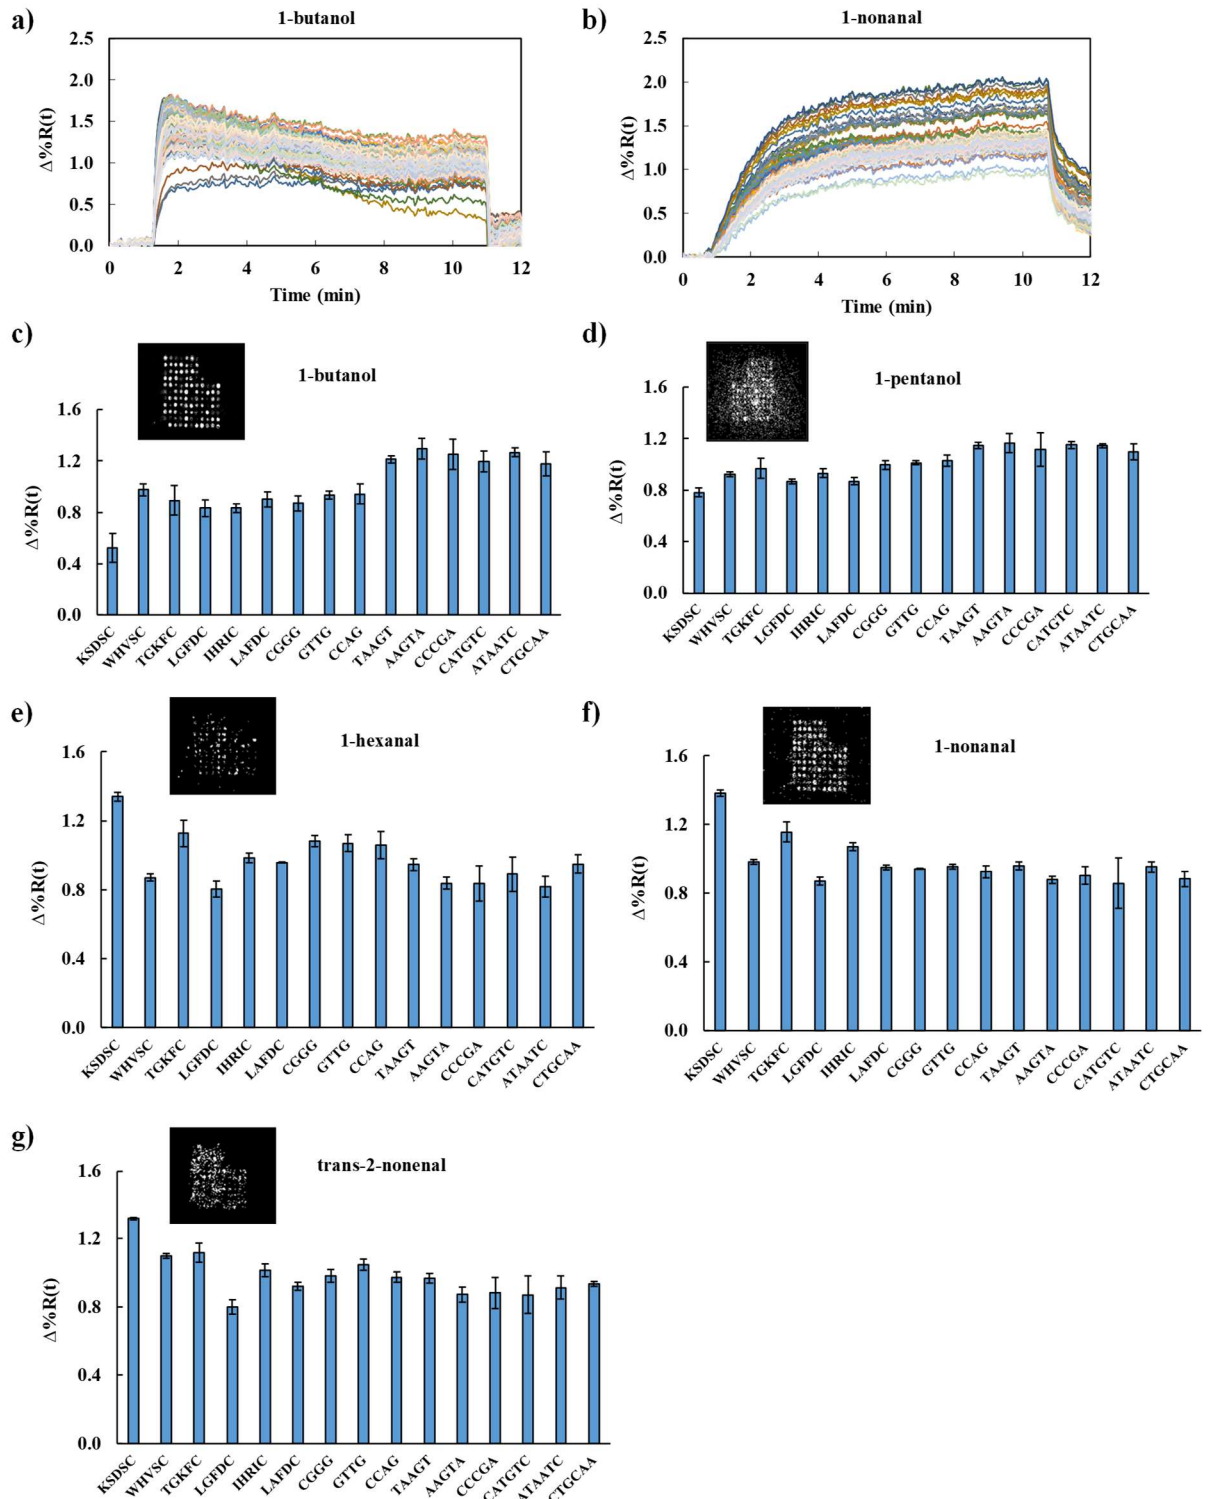 a)
1-butanol
2.5
2.0
1.5
1.0
0.5
0.0
Δ%R(t)
0 2 4 6 8 10 12
Time (min)
b)
1-nonanal
2.5
2.0
1.5
1.0
0.5
0.0
Δ%R(t)
0 2 4 6 8 10 12
Time (min)
c)
1-butanol
1.6
1.2
0.8
0.4
0.0
Δ%R(t)
KSDSC WHVSC TGKFC LGFDC IHRIC LAFDC CGGG GTTG CCAG TAAGT AAGTA CCCGA CATGTC ATAATC CTGCAA
d)
1-pentanol
1.6
1.2
0.8
0.4
0.0
Δ%R(t)
KSDSC WHVSC TGKFC LGFDC IHRIC LAFDC CGGG GTTG CCAG TAAGT AAGTA CCCGA CATGTC ATAATC CTGCAA
e)
1-hexanal
1.6
1.2
0.8
0.4
0.0
Δ%R(t)
KSDSC WHVSC TGKFC LGFDC IHRIC LAFDC CGGG GTTG CCAG TAAGT AAGTA CCCGA CATGTC ATAATC CTGCAA
f)
1-nonanal
1.6
1.2
0.8
0.4
0.0
Δ%R(t)
KSDSC WHVSC TGKFC LGFDC IHRIC LAFDC CGGG GTTG CCAG TAAGT AAGTA CCCGA CATGTC ATAATC CTGCAA
g)
trans-2-nonenal
1.6
1.2
0.8
0.4
0.0
Δ%R(t)
KSDSC WHVSC TGKFC LGFDC IHRIC LAFDC CGGG GTTG CCAG TAAGT AAGTA CCCGA CATGTC ATAATC CTGCAA